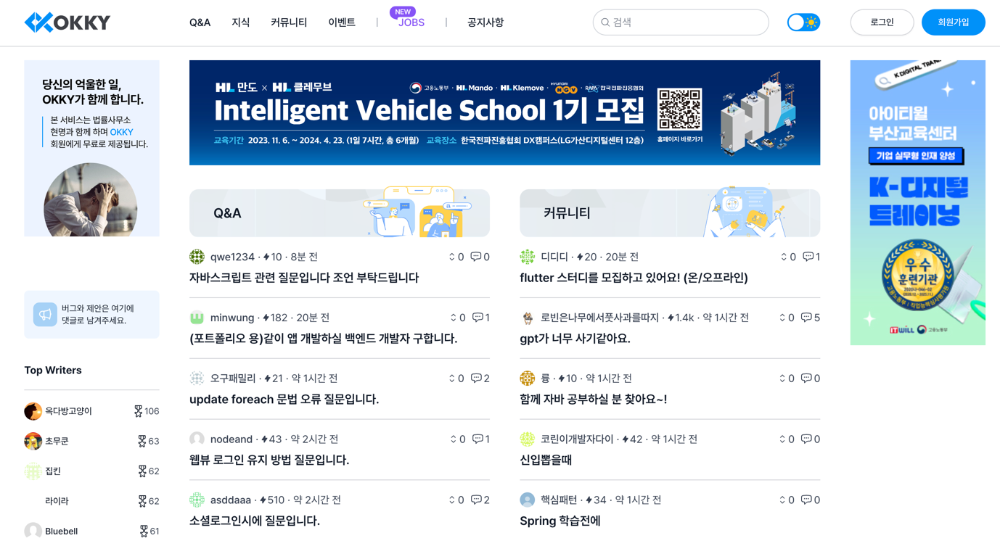 OKKY
Q&A
지식
커뮤니티
이벤트
NEW
JOBS
공지사항
검색
로그인
회원가입
당신의 억울한 일,
OKKY가 함께 합니다.
본 서비스는 법률사무소
현명과 함께 하며 OKKY
회원에게 무료로 제공됩니다.
버그와 제안은 여기에
댓글로 남겨주세요.
Top Writers
옥다방고양이 106
초무쿤 63
집킨 62
라이라 62
Bluebell 61
HL 만도 × HL 클레무브
고용노동부 · HL Mando · HL Klemove · HYUNDAI NGV · RAPA 한국전파진흥협회
Intelligent Vehicle School 1기 모집
교육기간 2023. 11. 6. ~ 2024. 4. 23. (1일 7시간, 총 6개월) 교육장소 한국전파진흥협회 DX캠퍼스(LG가산디지털센터 12층)
홈페이지 바로가기
Q&A
qwe1234 · 10 · 8분 전 0 0
자바스크립트 관련 질문입니다 조언 부탁드립니다
minwung · 182 · 20분 전 0 1
(포트폴리오 용)같이 앱 개발하실 백엔드 개발자 구합니다.
오구패밀리 · 21 · 약 1시간 전 0 2
update foreach 문법 오류 질문입니다.
nodeand · 43 · 약 2시간 전 0 1
웹뷰 로그인 유지 방법 질문입니다.
asddaaa · 510 · 약 2시간 전 0 2
소셜로그인시에 질문입니다.
커뮤니티
디디디 · 20 · 20분 전 0 1
flutter 스터디를 모집하고 있어요! (온/오프라인)
로빈은나무에서풋사과를따지 · 1.4k · 약 1시간 전 0 5
gpt가 너무 사기같아요.
륭 · 10 · 약 1시간 전 0 0
함께 자바 공부하실 분 찾아요~!
코린이개발자다이 · 42 · 약 1시간 전 0 0
신입뽑을때
핵심패턴 · 34 · 약 1시간 전 0 0
Spring 학습전에
K DIGITAL
아이티윌
부산교육센터
기업 실무형 인재 양성
K-디지털
트레이닝
우수
훈련기관
고용노동부 직업능력심사평가원
ITWILL 고용노동부